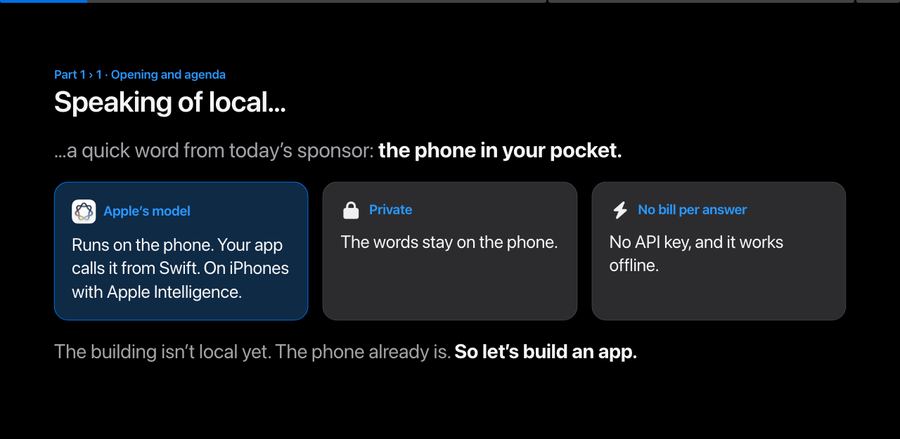 Part 1 › 1 · Opening and agenda
Speaking of local...
...a quick word from today’s sponsor: the phone in your pocket.
Apple’s model
Runs on the phone. Your app
calls it from Swift. On iPhones
with Apple Intelligence.
Private
The words stay on the phone.
No bill per answer
No API key, and it works
offline.
The building isn’t local yet. The phone already is. So let’s build an app.